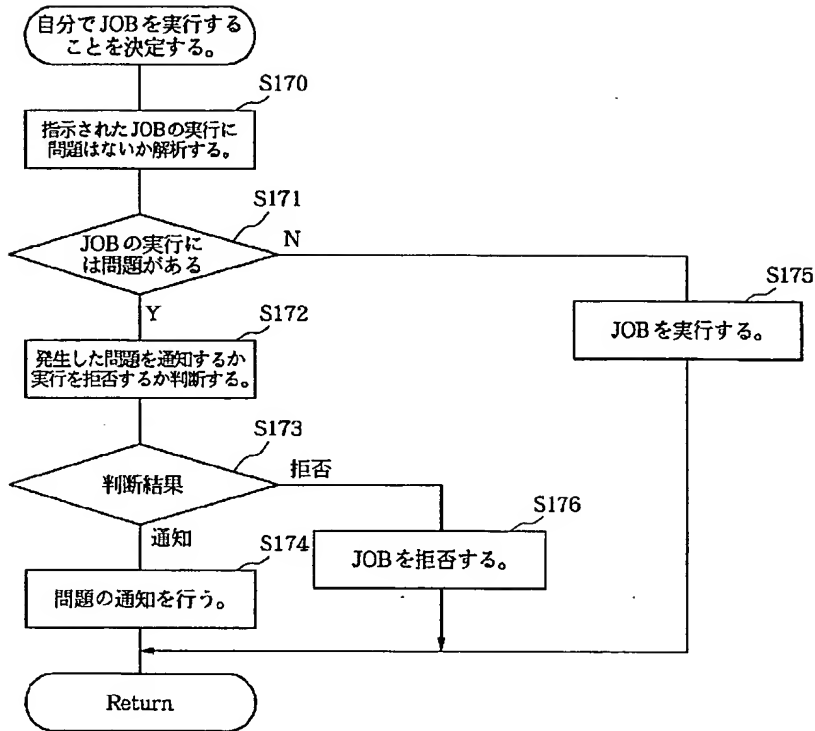 自分でJOBを実行する
ことを決定する。
S170
指示されたJOBの実行に
問題はないか解析する。
S171
JOBの実行に
は問題がある
N
S175
JOBを実行する。
Y
S172
発生した問題を通知するか
実行を拒否するか判断する。
S173
判断結果
拒否
S176
JOBを拒否する。
通知
S174
問題の通知を行う。
Return